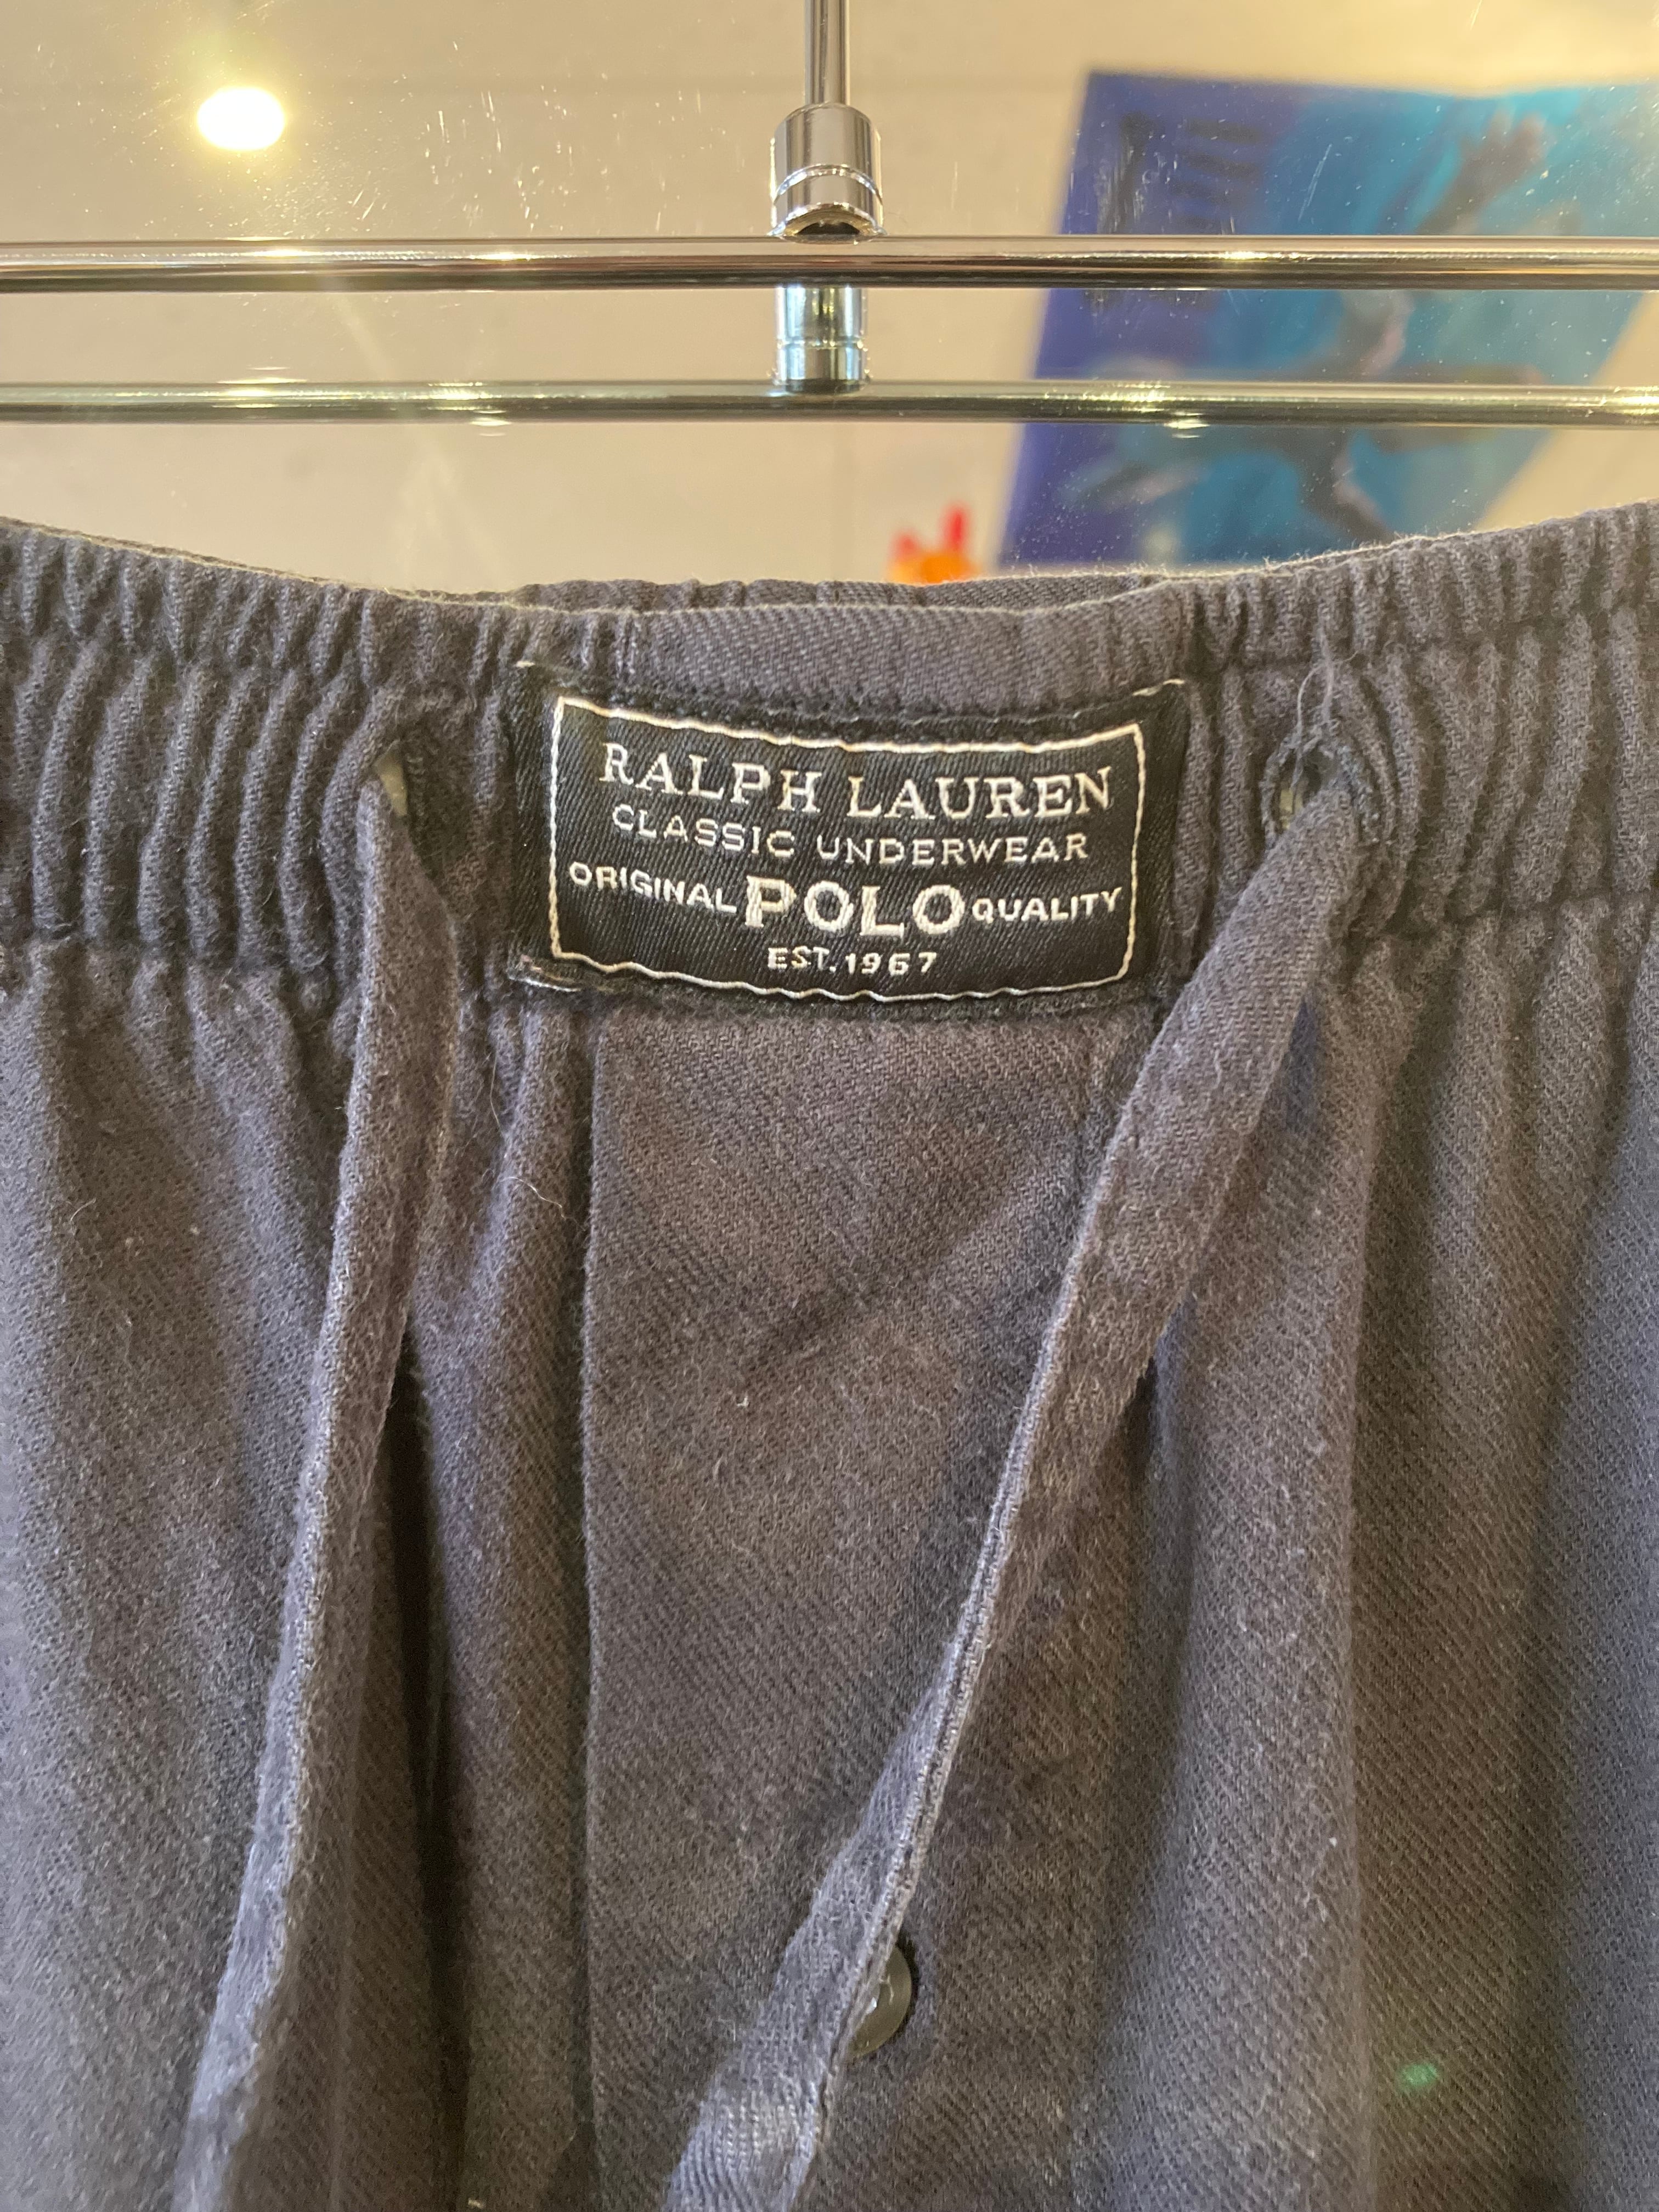 RALPH LAUREN
CLASSIC UNDERWEAR
ORIGINAL POLO QUALITY
EST. 1967